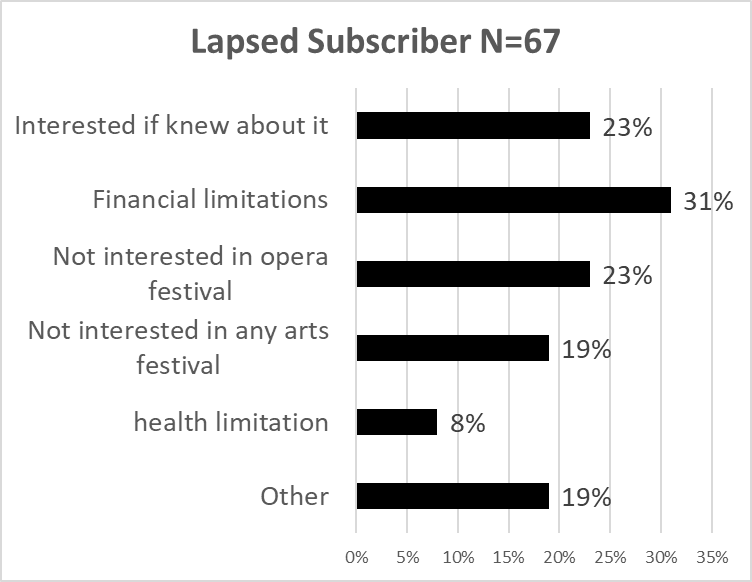 Lapsed Subscriber N=67
Interested if knew about it
23%
Financial limitations
31%
Not interested in opera
festival
23%
Not interested in any arts
festival
19%
health limitation
8%
Other
19%
0% 5% 10% 15% 20% 25% 30% 35%